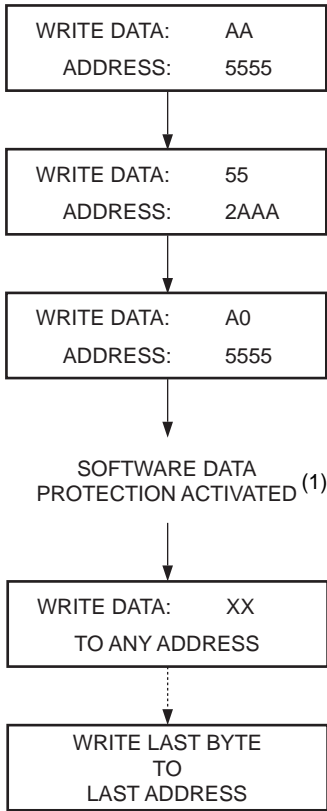 WRITE DATA: AA
ADDRESS: 5555
WRITE DATA: 55
ADDRESS: 2AAA
WRITE DATA: A0
ADDRESS: 5555
SOFTWARE DATA
PROTECTION ACTIVATED (1)
WRITE DATA: XX
TO ANY ADDRESS
WRITE LAST BYTE
TO
LAST ADDRESS